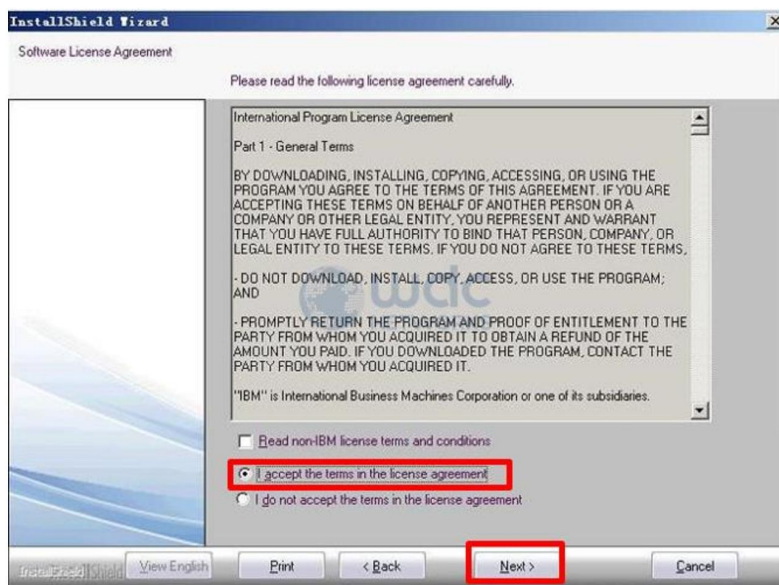 InstallShield Wizard
Software License Agreement
Please read the following license agreement carefully.
International Program License Agreement
Part 1 - General Terms
BY DOWNLOADING, INSTALLING, COPYING, ACCESSING, OR USING THE
PROGRAM YOU AGREE TO THE TERMS OF THIS AGREEMENT. IF YOU ARE
ACCEPTING THESE TERMS ON BEHALF OF ANOTHER PERSON OR A
COMPANY OR OTHER LEGAL ENTITY, YOU REPRESENT AND WARRANT
THAT YOU HAVE FULL AUTHORITY TO BIND THAT PERSON, COMPANY, OR
LEGAL ENTITY TO THESE TERMS. IF YOU DO NOT AGREE TO THESE TERMS,
- DO NOT DOWNLOAD, INSTALL, COPY, ACCESS, OR USE THE PROGRAM;
AND
wdc
- PROMPTLY RETURN THE PROGRAM AND PROOF OF ENTITLEMENT TO THE
PARTY FROM WHOM YOU ACQUIRED IT TO OBTAIN A REFUND OF THE
AMOUNT YOU PAID. IF YOU DOWNLOADED THE PROGRAM, CONTACT THE
PARTY FROM WHOM YOU ACQUIRED IT.
"IBM" is International Business Machines Corporation or one of its subsidiaries.
Read non-IBM license terms and conditions
I accept the terms in the license agreement
I do not accept the terms in the license agreement
InstallShield
View English
Print
< Back
Next >
Cancel